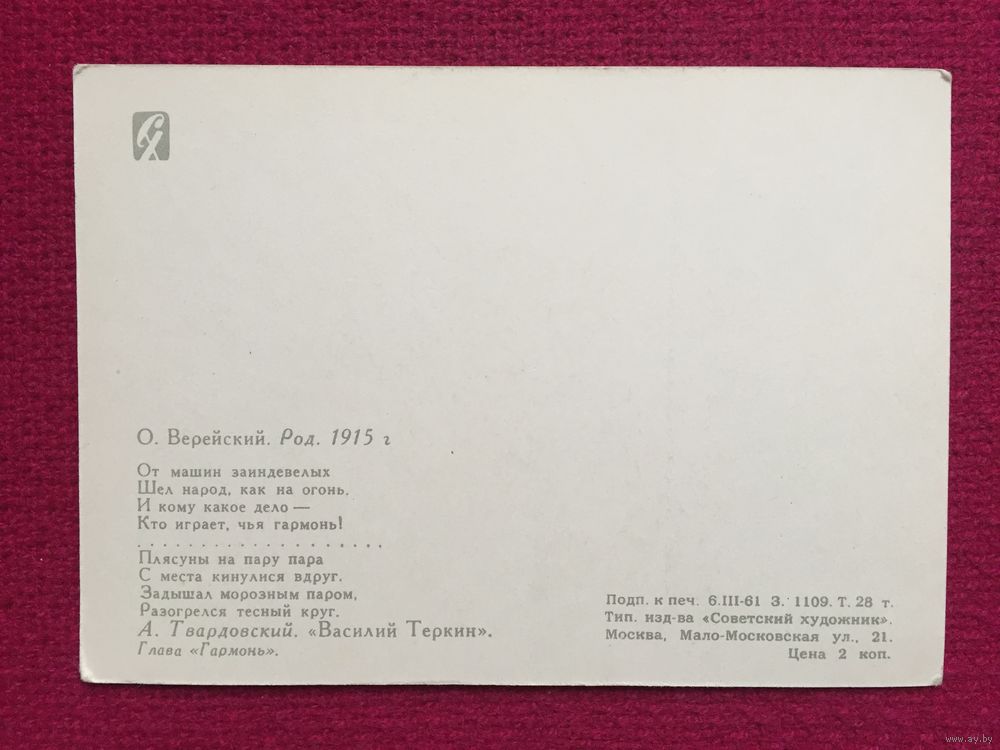 СХ
О. Верейский. Род. 1915 г
От машин заиндевелых
Шел народ, как на огонь.
И кому какое дело —
Кто играет, чья гармонь!
. . . . . . . . . . . . . . . . . . . .
Плясуны на пару пара
С места кинулися вдруг.
Задышал морозным паром,
Разогрелся тесный круг.
А. Твардовский. «Василий Теркин».
Глава «Гармонь».
Подп. к печ. 6.III-61 З. 1109. Т. 28 т.
Тип. изд-ва «Советский художник».
Москва, Мало-Московская ул., 21.
Цена 2 коп.
www.ay.by